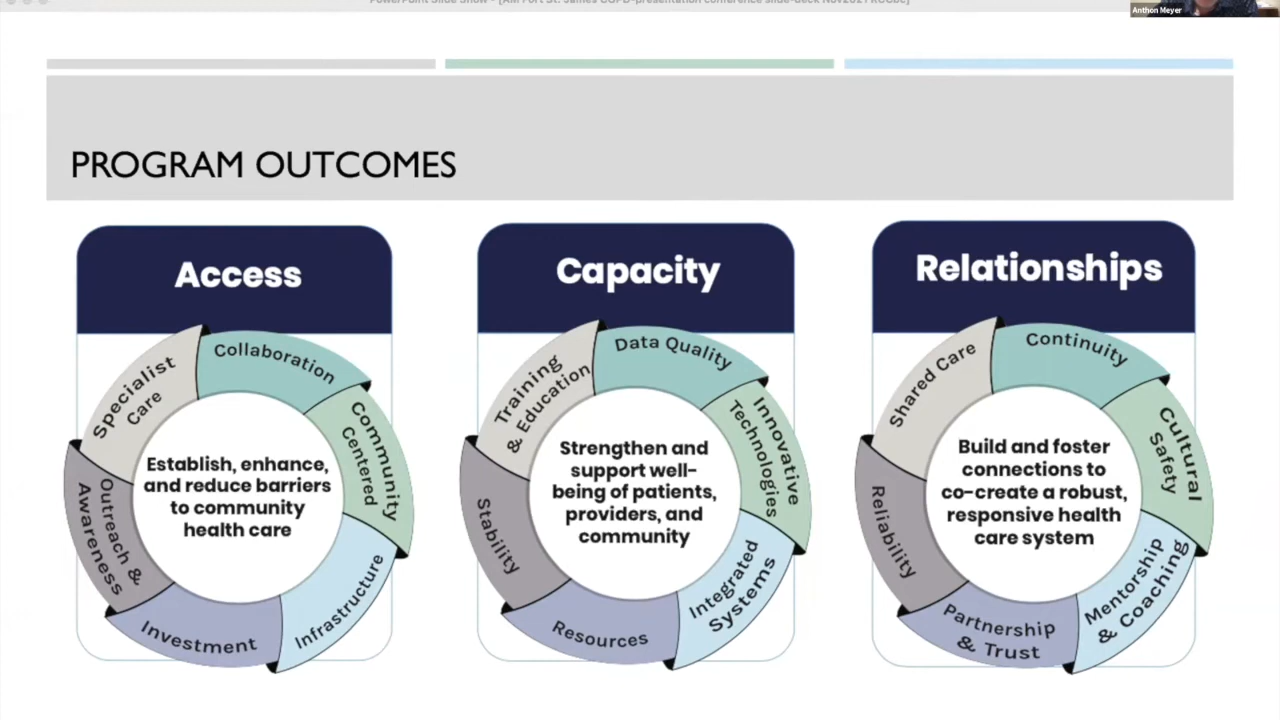 Anthon Meyer
PROGRAM OUTCOMES
Access
Collaboration
Community
Centered
Infrastructure
Investment
Outreach &
Awareness
Specialist
Care
Establish, enhance,
and reduce barriers
to community
health care
Capacity
Data Quality
Innovative
Technologies
Integrated
Systems
Resources
Stability
Training
& Education
Strengthen and
support well-
being of patients,
providers, and
community
Relationships
Continuity
Cultural
Safety
Mentorship
& Coaching
Partnership
& Trust
Reliability
Shared Care
Build and foster
connections to
co-create a robust,
responsive health
care system